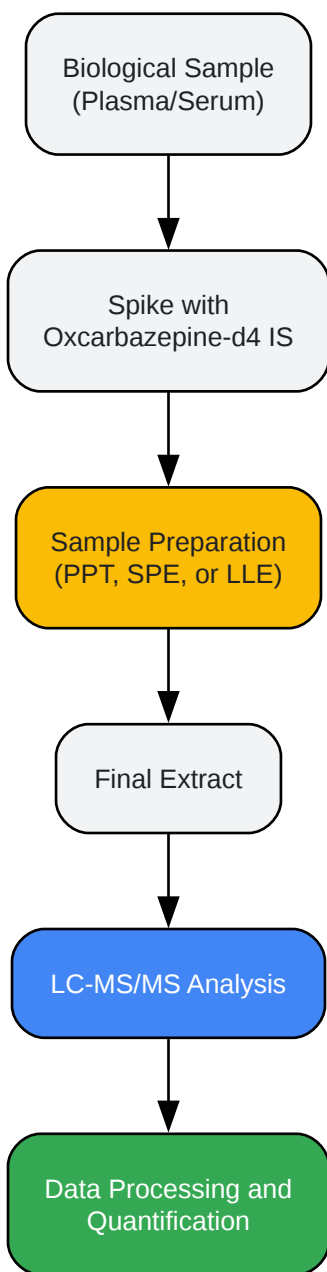 Biological Sample
(Plasma/Serum)
Spike with
Oxcarbazepine-d4 IS
Sample Preparation
(PPT, SPE, or LLE)
Final Extract
LC-MS/MS Analysis
Data Processing and
Quantification